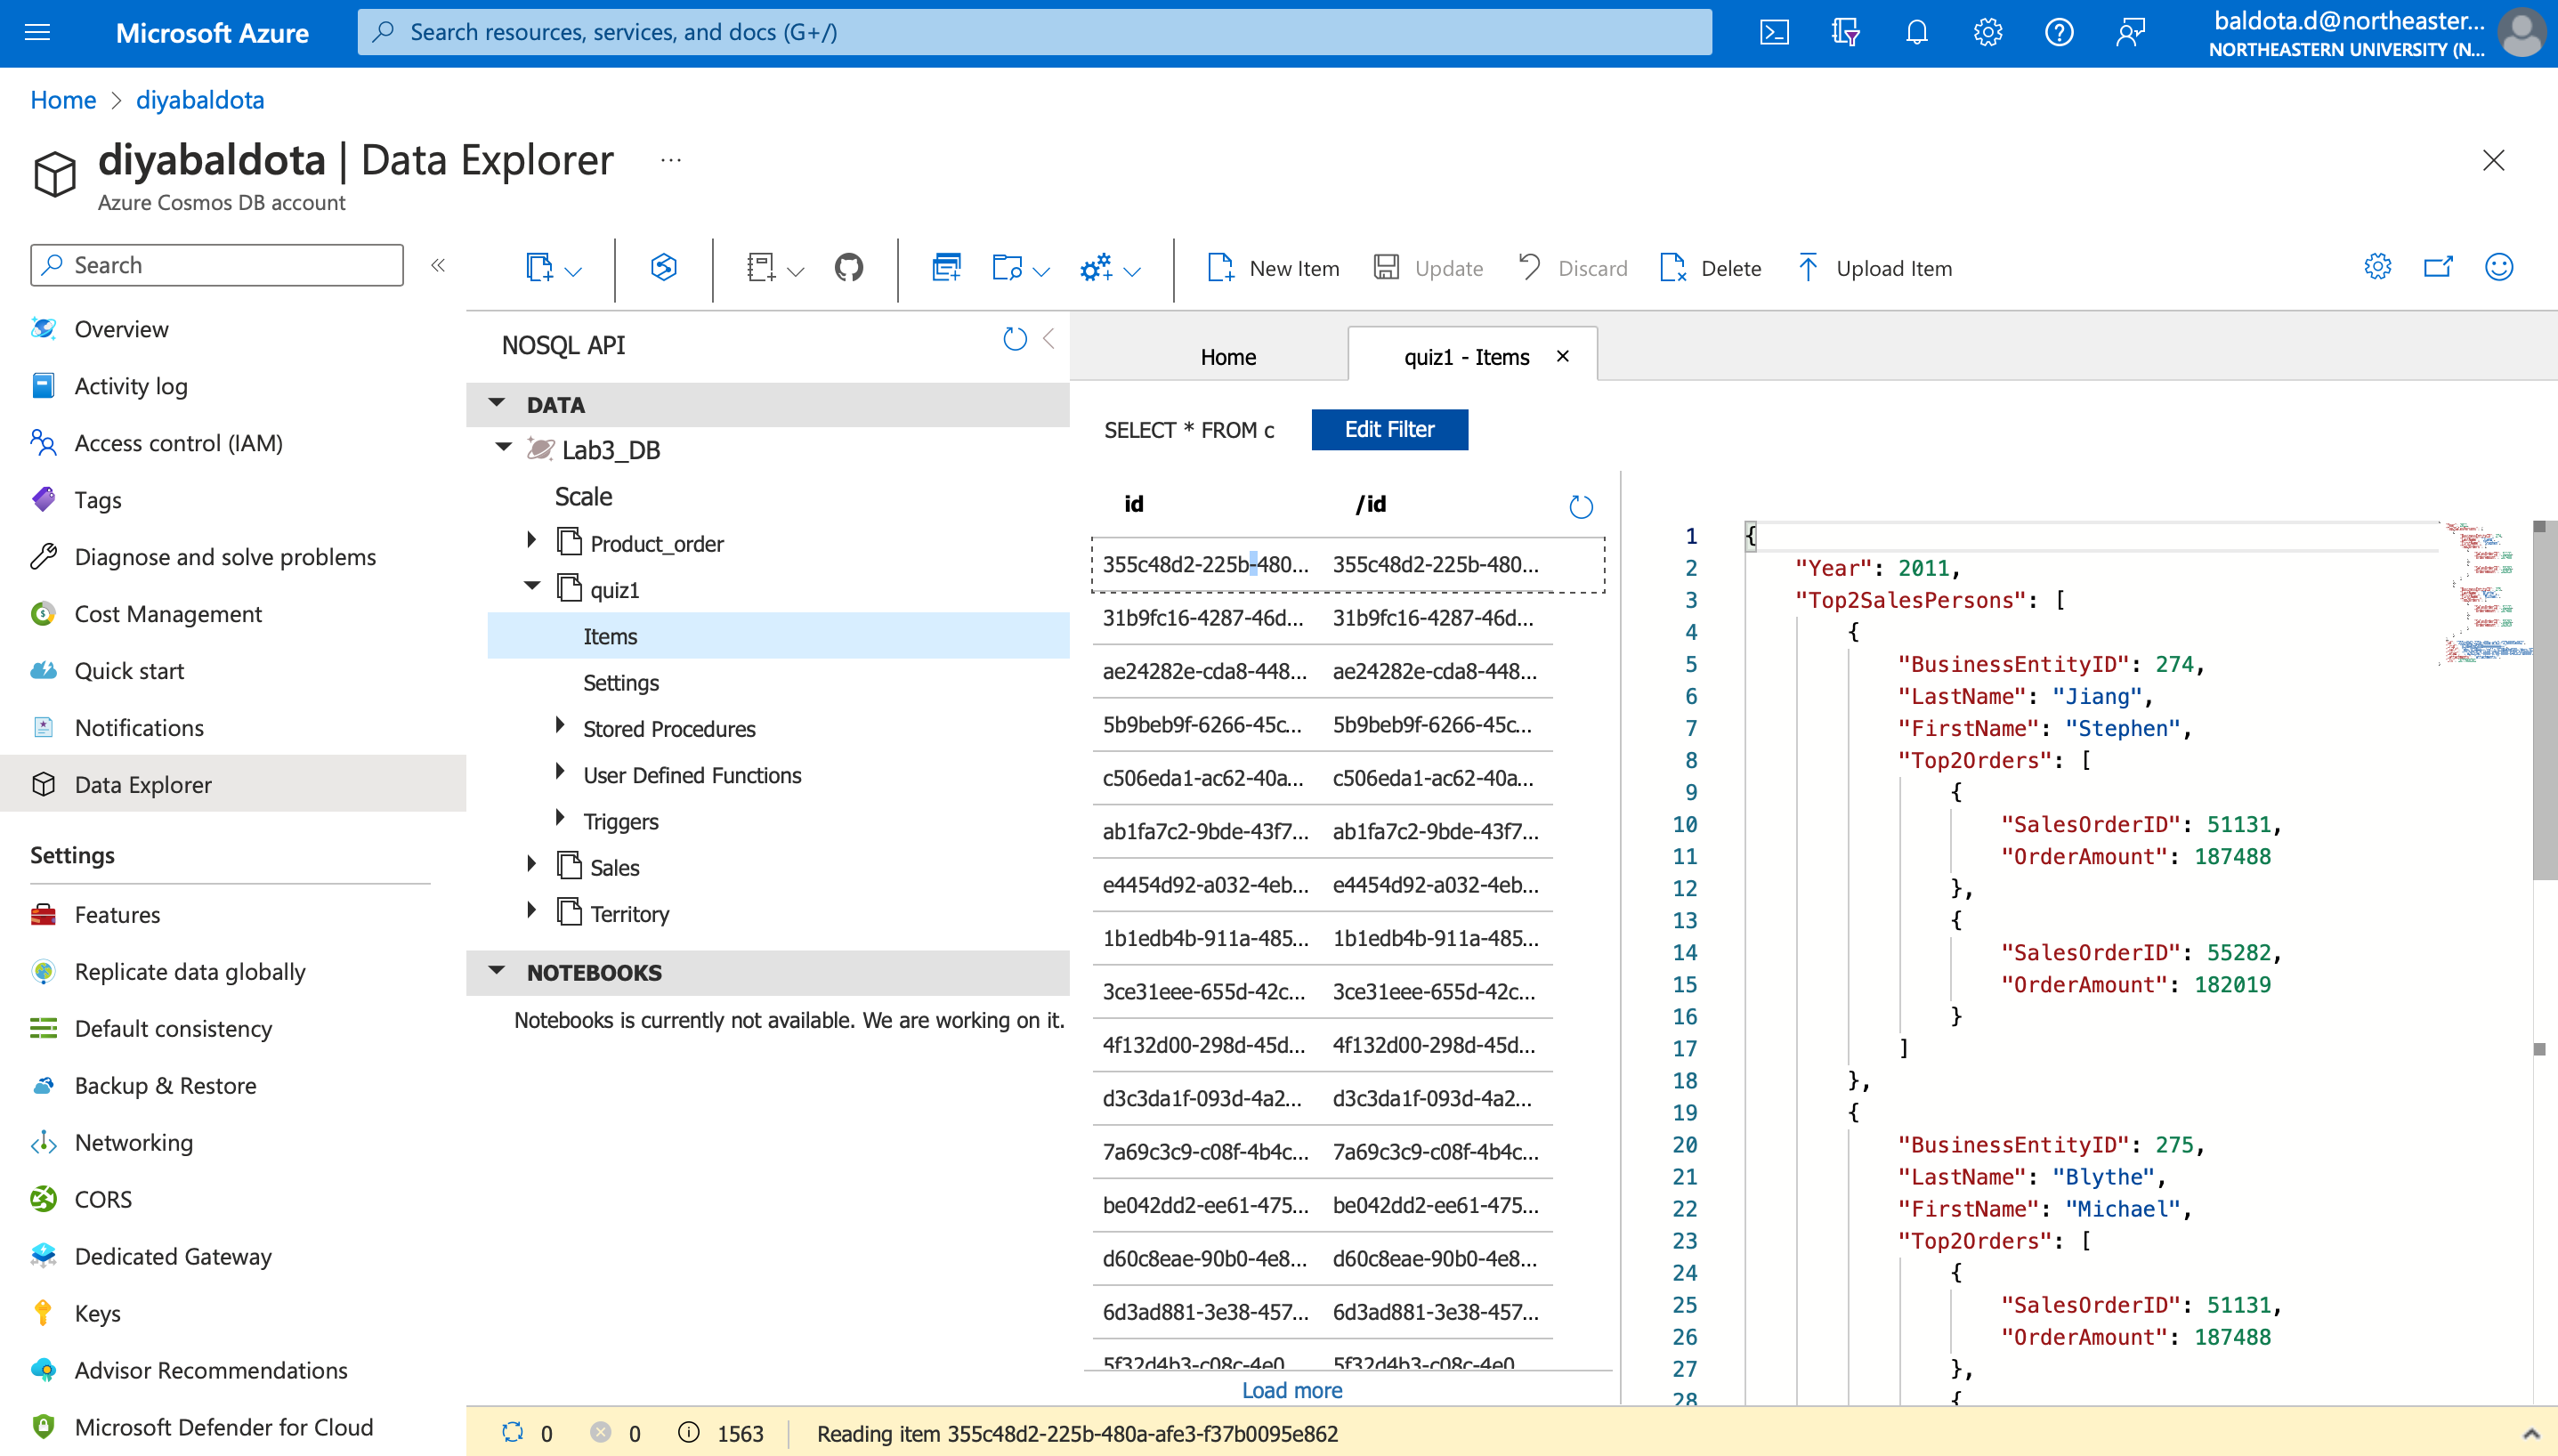 Microsoft Azure
Search resources, services, and docs (G+/)
baldota.d@northeaster...
NORTHEASTERN UNIVERSITY (N...
Home > diyabaldota
diyabaldota | Data Explorer ...
Azure Cosmos DB account
Search
«
Overview
Activity log
Access control (IAM)
Tags
Diagnose and solve problems
Cost Management
Quick start
Notifications
Data Explorer
Settings
Features
Replicate data globally
Default consistency
Backup & Restore
Networking
CORS
Dedicated Gateway
Keys
Advisor Recommendations
Microsoft Defender for Cloud
New Item
Update
Discard
Delete
Upload Item
NOSQL API
DATA
Lab3_DB
Scale
Product_order
quiz1
Items
Settings
Stored Procedures
User Defined Functions
Triggers
Sales
Territory
NOTEBOOKS
Notebooks is currently not available. We are working on it.
Home
quiz1 - Items
SELECT * FROM c
Edit Filter
id /id
355c48d2-225b-480... 355c48d2-225b-480...
31b9fc16-4287-46d... 31b9fc16-4287-46d...
ae24282e-cda8-448... ae24282e-cda8-448...
5b9beb9f-6266-45c... 5b9beb9f-6266-45c...
c506eda1-ac62-40a... c506eda1-ac62-40a...
ab1fa7c2-9bde-43f7... ab1fa7c2-9bde-43f7...
e4454d92-a032-4eb... e4454d92-a032-4eb...
1b1edb4b-911a-485... 1b1edb4b-911a-485...
3ce31eee-655d-42c... 3ce31eee-655d-42c...
4f132d00-298d-45d... 4f132d00-298d-45d...
d3c3da1f-093d-4a2... d3c3da1f-093d-4a2...
7a69c3c9-c08f-4b4c... 7a69c3c9-c08f-4b4c...
be042dd2-ee61-475... be042dd2-ee61-475...
d60c8eae-90b0-4e8... d60c8eae-90b0-4e8...
6d3ad881-3e38-457... 6d3ad881-3e38-457...
5f32d4b3-c08c-4e0 5f32d4b3-c08c-4e0
Load more
1 {
2 "Year": 2011,
3 "Top2SalesPersons": [
4 {
5 "BusinessEntityID": 274,
6 "LastName": "Jiang",
7 "FirstName": "Stephen",
8 "Top2Orders": [
9 {
10 "SalesOrderID": 51131,
11 "OrderAmount": 187488
12 },
13 {
14 "SalesOrderID": 55282,
15 "OrderAmount": 182019
16 }
17 ]
18 },
19 {
20 "BusinessEntityID": 275,
21 "LastName": "Blythe",
22 "FirstName": "Michael",
23 "Top2Orders": [
24 {
25 "SalesOrderID": 51131,
26 "OrderAmount": 187488
27 },
28 {
0 0 1563 Reading item 355c48d2-225b-480a-afe3-f37b0095e862